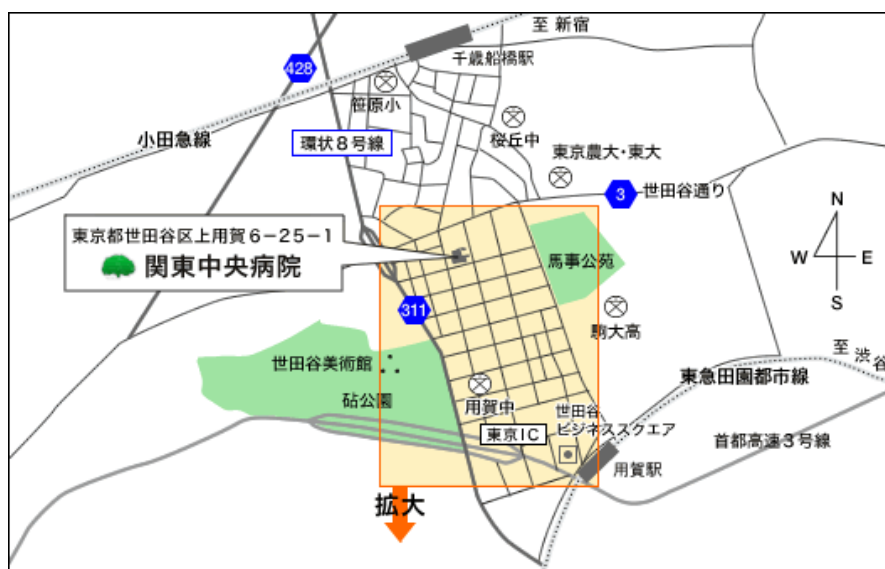 至 新宿
千歳船橋駅
428
笹原小
小田急線
環状8号線
桜丘中
東京農大・東大
3
世田谷通り
N
W
E
S
東京都世田谷区上用賀6-25-1
関東中央病院
馬事公苑
311
駒大高
世田谷美術館
砧公園
用賀中
東京IC
世田谷
ビジネススクエア
東急田園都市線
至 渋谷
首都高速3号線
用賀駅
拡大